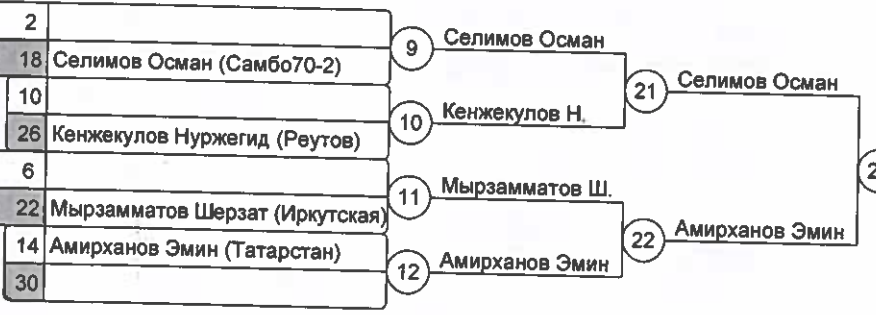 2
18 Селимов Осман (Самбо70-2)
9
Селимов Осман
10
26 Кенжекулов Нуржегид (Реутов)
10
Кенжекулов Н.
21
Селимов Осман
6
22 Мырзамматов Шерзат (Иркутская)
11
Мырзамматов Ш.
14 Амирханов Эмин (Татарстан)
30
12
Амирханов Эмин
22
Амирханов Эмин